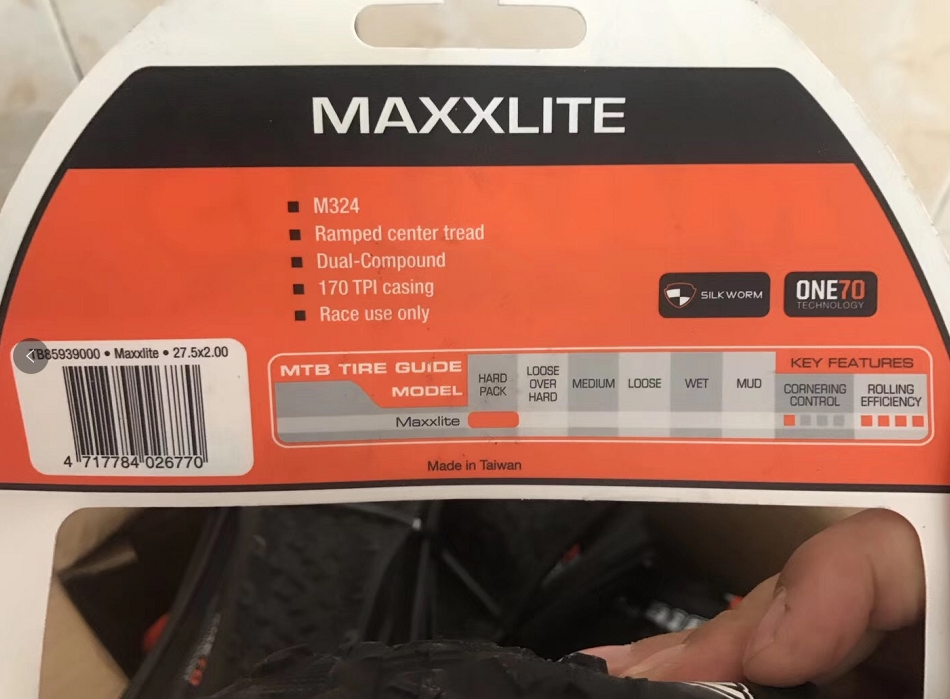 MAXXLITE
M324
Ramped center tread
Dual-Compound
170 TPI casing
Race use only
SILKWORM
ONE70
TECHNOLOGY
TB85939000 • Maxxlite • 27.5x2.00
4 717784 026770
MTB TIRE GUIDE
MODEL
HARD PACK
LOOSE OVER HARD
MEDIUM
LOOSE
WET
MUD
KEY FEATURES
CORNERING CONTROL
ROLLING EFFICIENCY
Maxxlite
Made in Taiwan